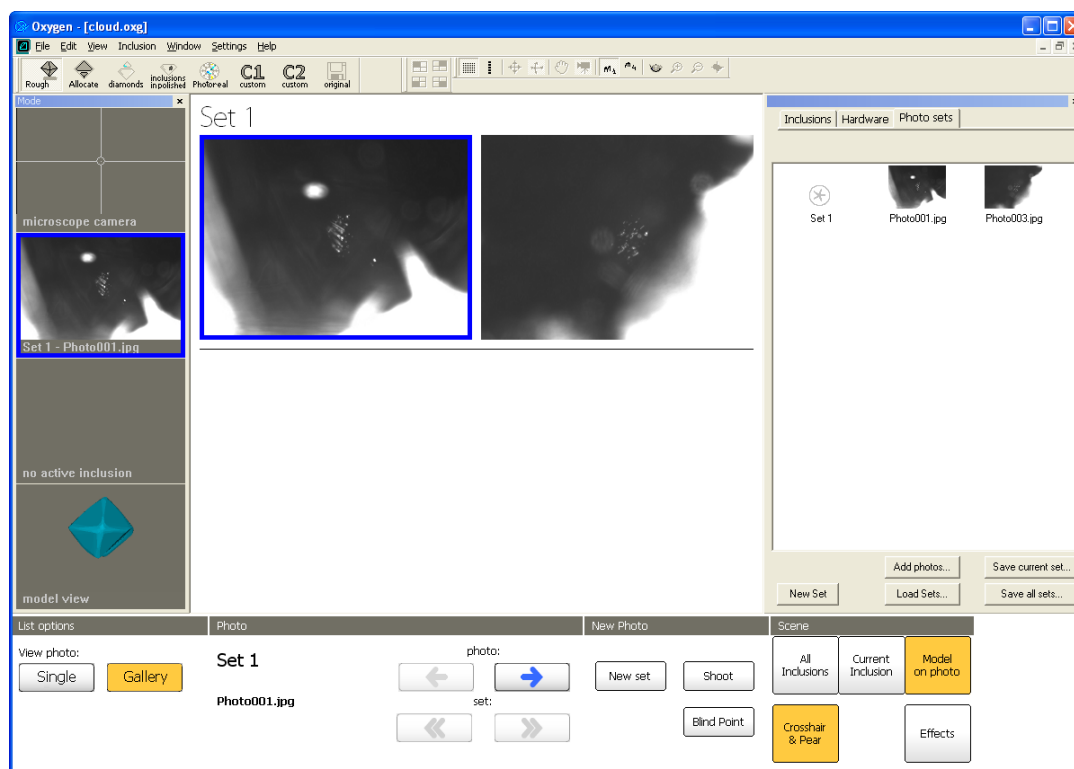 Oxygen - [cloud.oxg]
File Edit View Inclusion Window Settings Help
Rough Allocate diamonds inclusions inpolished Photoreal C1 custom C2 custom original
Mode
microscope camera
Set 1 - Photo001.jpg
no active inclusion
model view
Set 1
Inclusions Hardware Photo sets
Set 1 Photo001.jpg Photo003.jpg
Add photos... Save current set...
New Set Load Sets... Save all sets...
List options
View photo:
Single Gallery
Photo
Set 1
Photo001.jpg
photo:
set:
New Photo
New set Shoot
Blind Point
Scene
All Inclusions
Current Inclusion
Model on photo
Crosshair & Pear
Effects